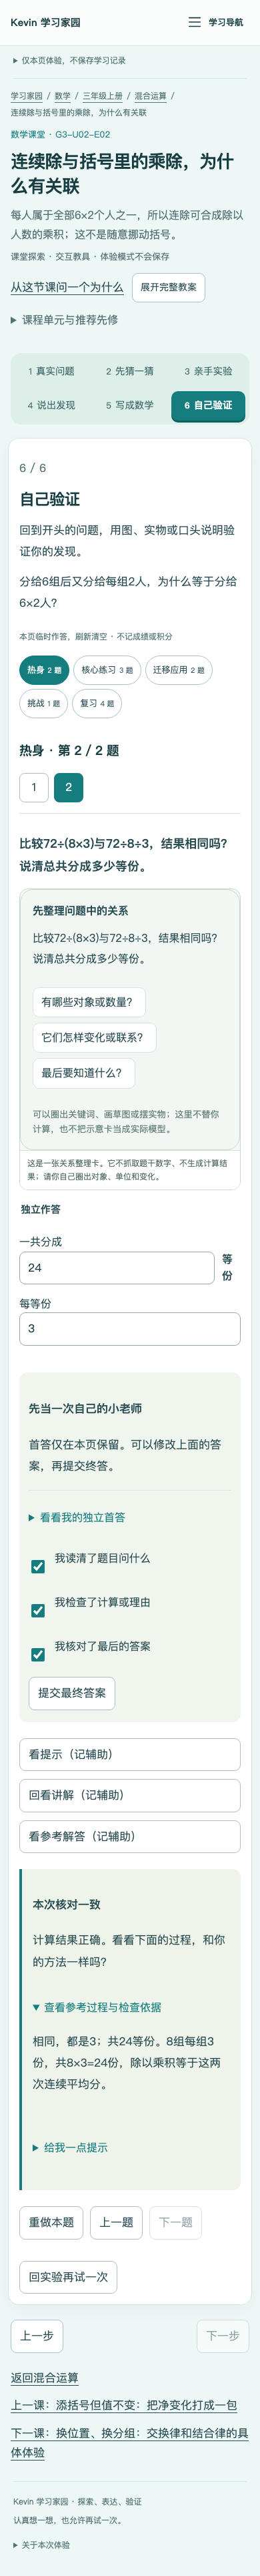 Kevin 学习家园
学习导航
仅本页体验，不保存学习记录
学习家园 / 数学 / 三年级上册 / 混合运算 /
连续除与括号里的乘除，为什么有关联
数学课堂 · G3-U02-E02
连续除与括号里的乘除，为什
么有关联
每人属于全部6×2个人之一，所以连除可合成除以
人数的乘积；这不是随意挪动括号。
课堂探索 · 交互教具 · 体验模式不会保存
从这节课问一个为什么
展开完整教案
课程单元与推荐先修
1 真实问题
2 先猜一猜
3 亲手实验
4 说出发现
5 写成数学
6 自己验证
6 / 6
自己验证
回到开头的问题，用图、实物或口头说明验
证你的发现。
分给6组后又分给每组2人，为什么等于分给
6×2人？
本页临时作答，刷新清空 · 不记成绩或积分
热身 2 题
核心练习 3 题
迁移应用 2 题
挑战 1 题
复习 4 题
热身 · 第 2 / 2 题
1
2
比较72÷(8×3)与72÷8÷3，结果相同吗？
说清总共分成多少等份。
先整理问题中的关系
比较72÷(8×3)与72÷8÷3，结果相同吗？
说清总共分成多少等份。
有哪些对象或数量？
它们怎样变化或联系？
最后要知道什么？
可以圈出关键词、画草图或摆实物；这里不替你
计算，也不把示意卡当成实际模型。
这是一张关系整理卡。它不抓取题干数字、不生成计算结
果；请你自己圈出对象、单位和变化。
独立作答
一共分成
24
等
份
每等份
3
先当一次自己的小老师
首答仅在本页保留。可以修改上面的答
案，再提交终答。
看看我的独立首答
我读清了题目问什么
我检查了计算或理由
我核对了最后的答案
提交最终答案
看提示（记辅助）
回看讲解（记辅助）
看参考解答（记辅助）
本次核对一致
计算结果正确。看看下面的过程，和你
的方法一样吗？
查看参考过程与检查依据
相同，都是3；共24等份。8组每组3
份，共8×3=24份，除以乘积等于这两
次连续平均分。
给我一点提示
重做本题
上一题
下一题
回实验再试一次
上一步
下一步
返回混合运算
上一课：添括号但值不变：把净变化打成一包
下一课：换位置、换分组：交换律和结合律的具
体体验
Kevin 学习家园 · 探索、表达、验证
认真想一想，也允许再试一次。
关于本次体验